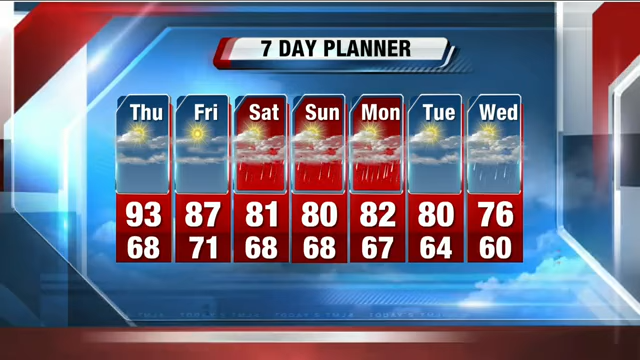 7 DAY PLANNER
Thu Fri Sat Sun Mon Tue Wed
93 87 81 80 82 80 76
68 71 68 68 67 64 60